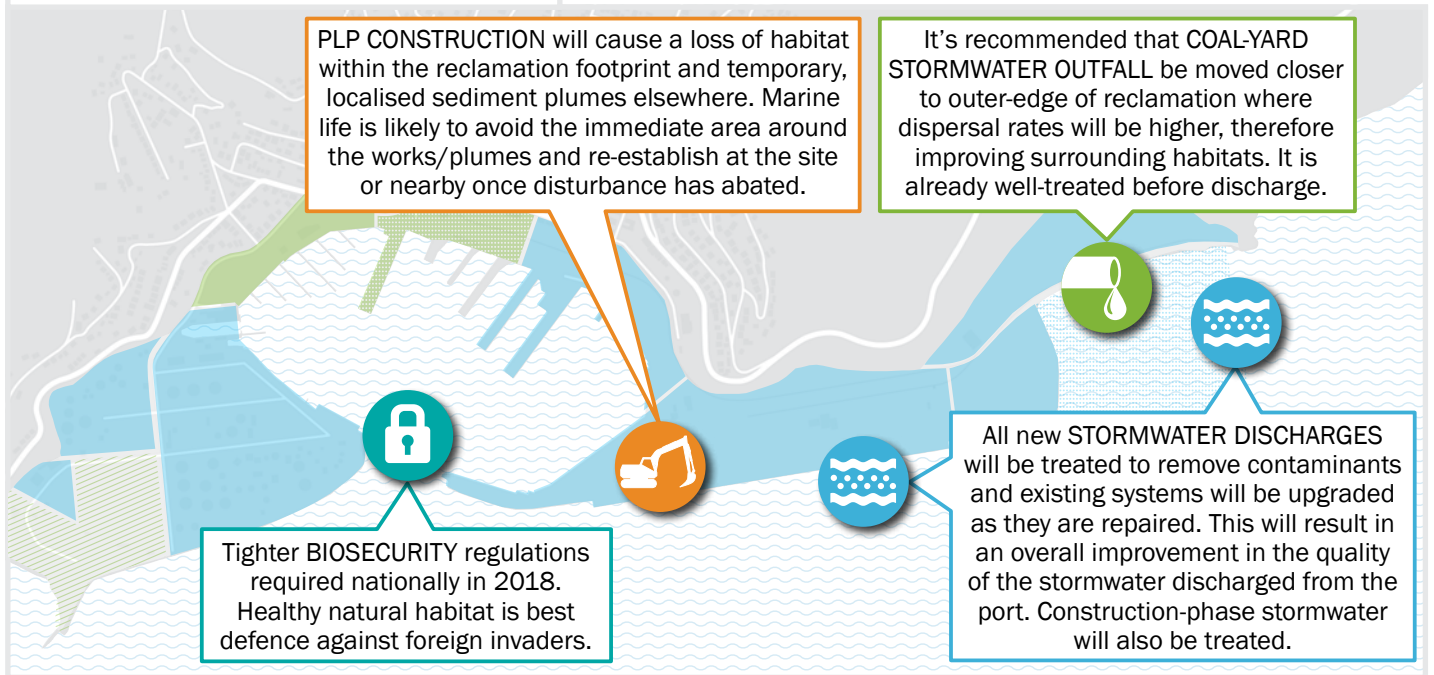 PLP CONSTRUCTION will cause a loss of habitat
within the reclamation footprint and temporary,
localised sediment plumes elsewhere. Marine
life is likely to avoid the immediate area around
the works/plumes and re-establish at the site
or nearby once disturbance has abated.
It's recommended that COAL-YARD
STORMWATER OUTFALL be moved closer
to outer-edge of reclamation where
dispersal rates will be higher, therefore
improving surrounding habitats. It is
already well-treated before discharge.
Tighter BIOSECURITY regulations
required nationally in 2018.
Healthy natural habitat is best
defence against foreign invaders.
All new STORMWATER DISCHARGES
will be treated to remove contaminants
and existing systems will be upgraded
as they are repaired. This will result in
an overall improvement in the quality
of the stormwater discharged from the
port. Construction-phase stormwater
will also be treated.